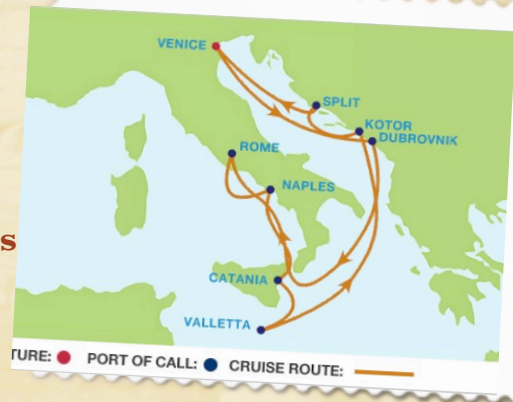 VENICE
SPLIT
KOTOR
DUBROVNIK
ROME
NAPLES
CATANIA
VALLETTA
s
TURE: PORT OF CALL: CRUISE ROUTE: